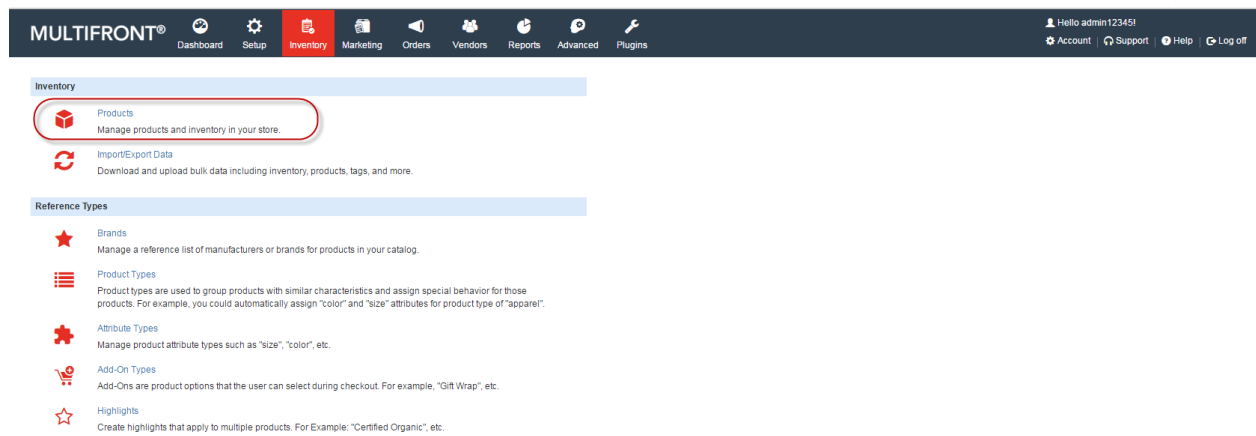 MULTIFRONT®
Dashboard Setup Inventory Marketing Orders Vendors Reports Advanced Plugins
Hello admin12345!
Account | Support | Help | Log off
Inventory
Products
Manage products and inventory in your store.
Import/Export Data
Download and upload bulk data including inventory, products, tags, and more.
Reference Types
Brands
Manage a reference list of manufacturers or brands for products in your catalog.
Product Types
Product types are used to group products with similar characteristics and assign special behavior for those
products. For example, you could automatically assign "color" and "size" attributes for product type of "apparel".
Attribute Types
Manage product attribute types such as "size", "color", etc.
Add-On Types
Add-Ons are product options that the user can select during checkout. For example, "Gift Wrap", etc.
Highlights
Create highlights that apply to multiple products. For Example: "Certified Organic", etc.